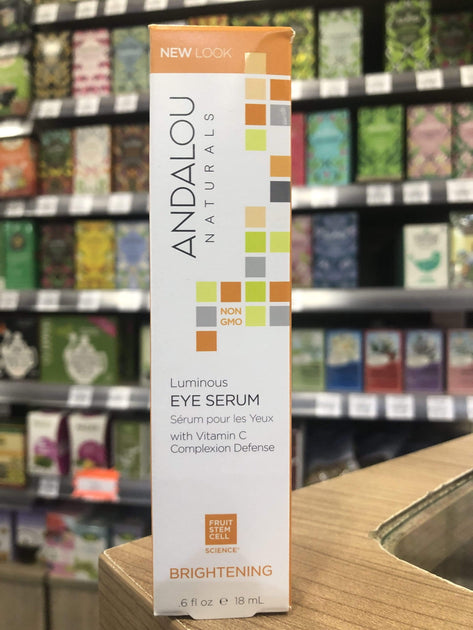 NEW LOOK
ANDALOU
NATURALS
NON
GMO
Luminous
EYE SERUM
Sérum pour les Yeux
with Vitamin C
Complexion Defense
FRUIT
STEM
CELL
SCIENCE®
BRIGHTENING
.6 fl oz ℮ 18 mL